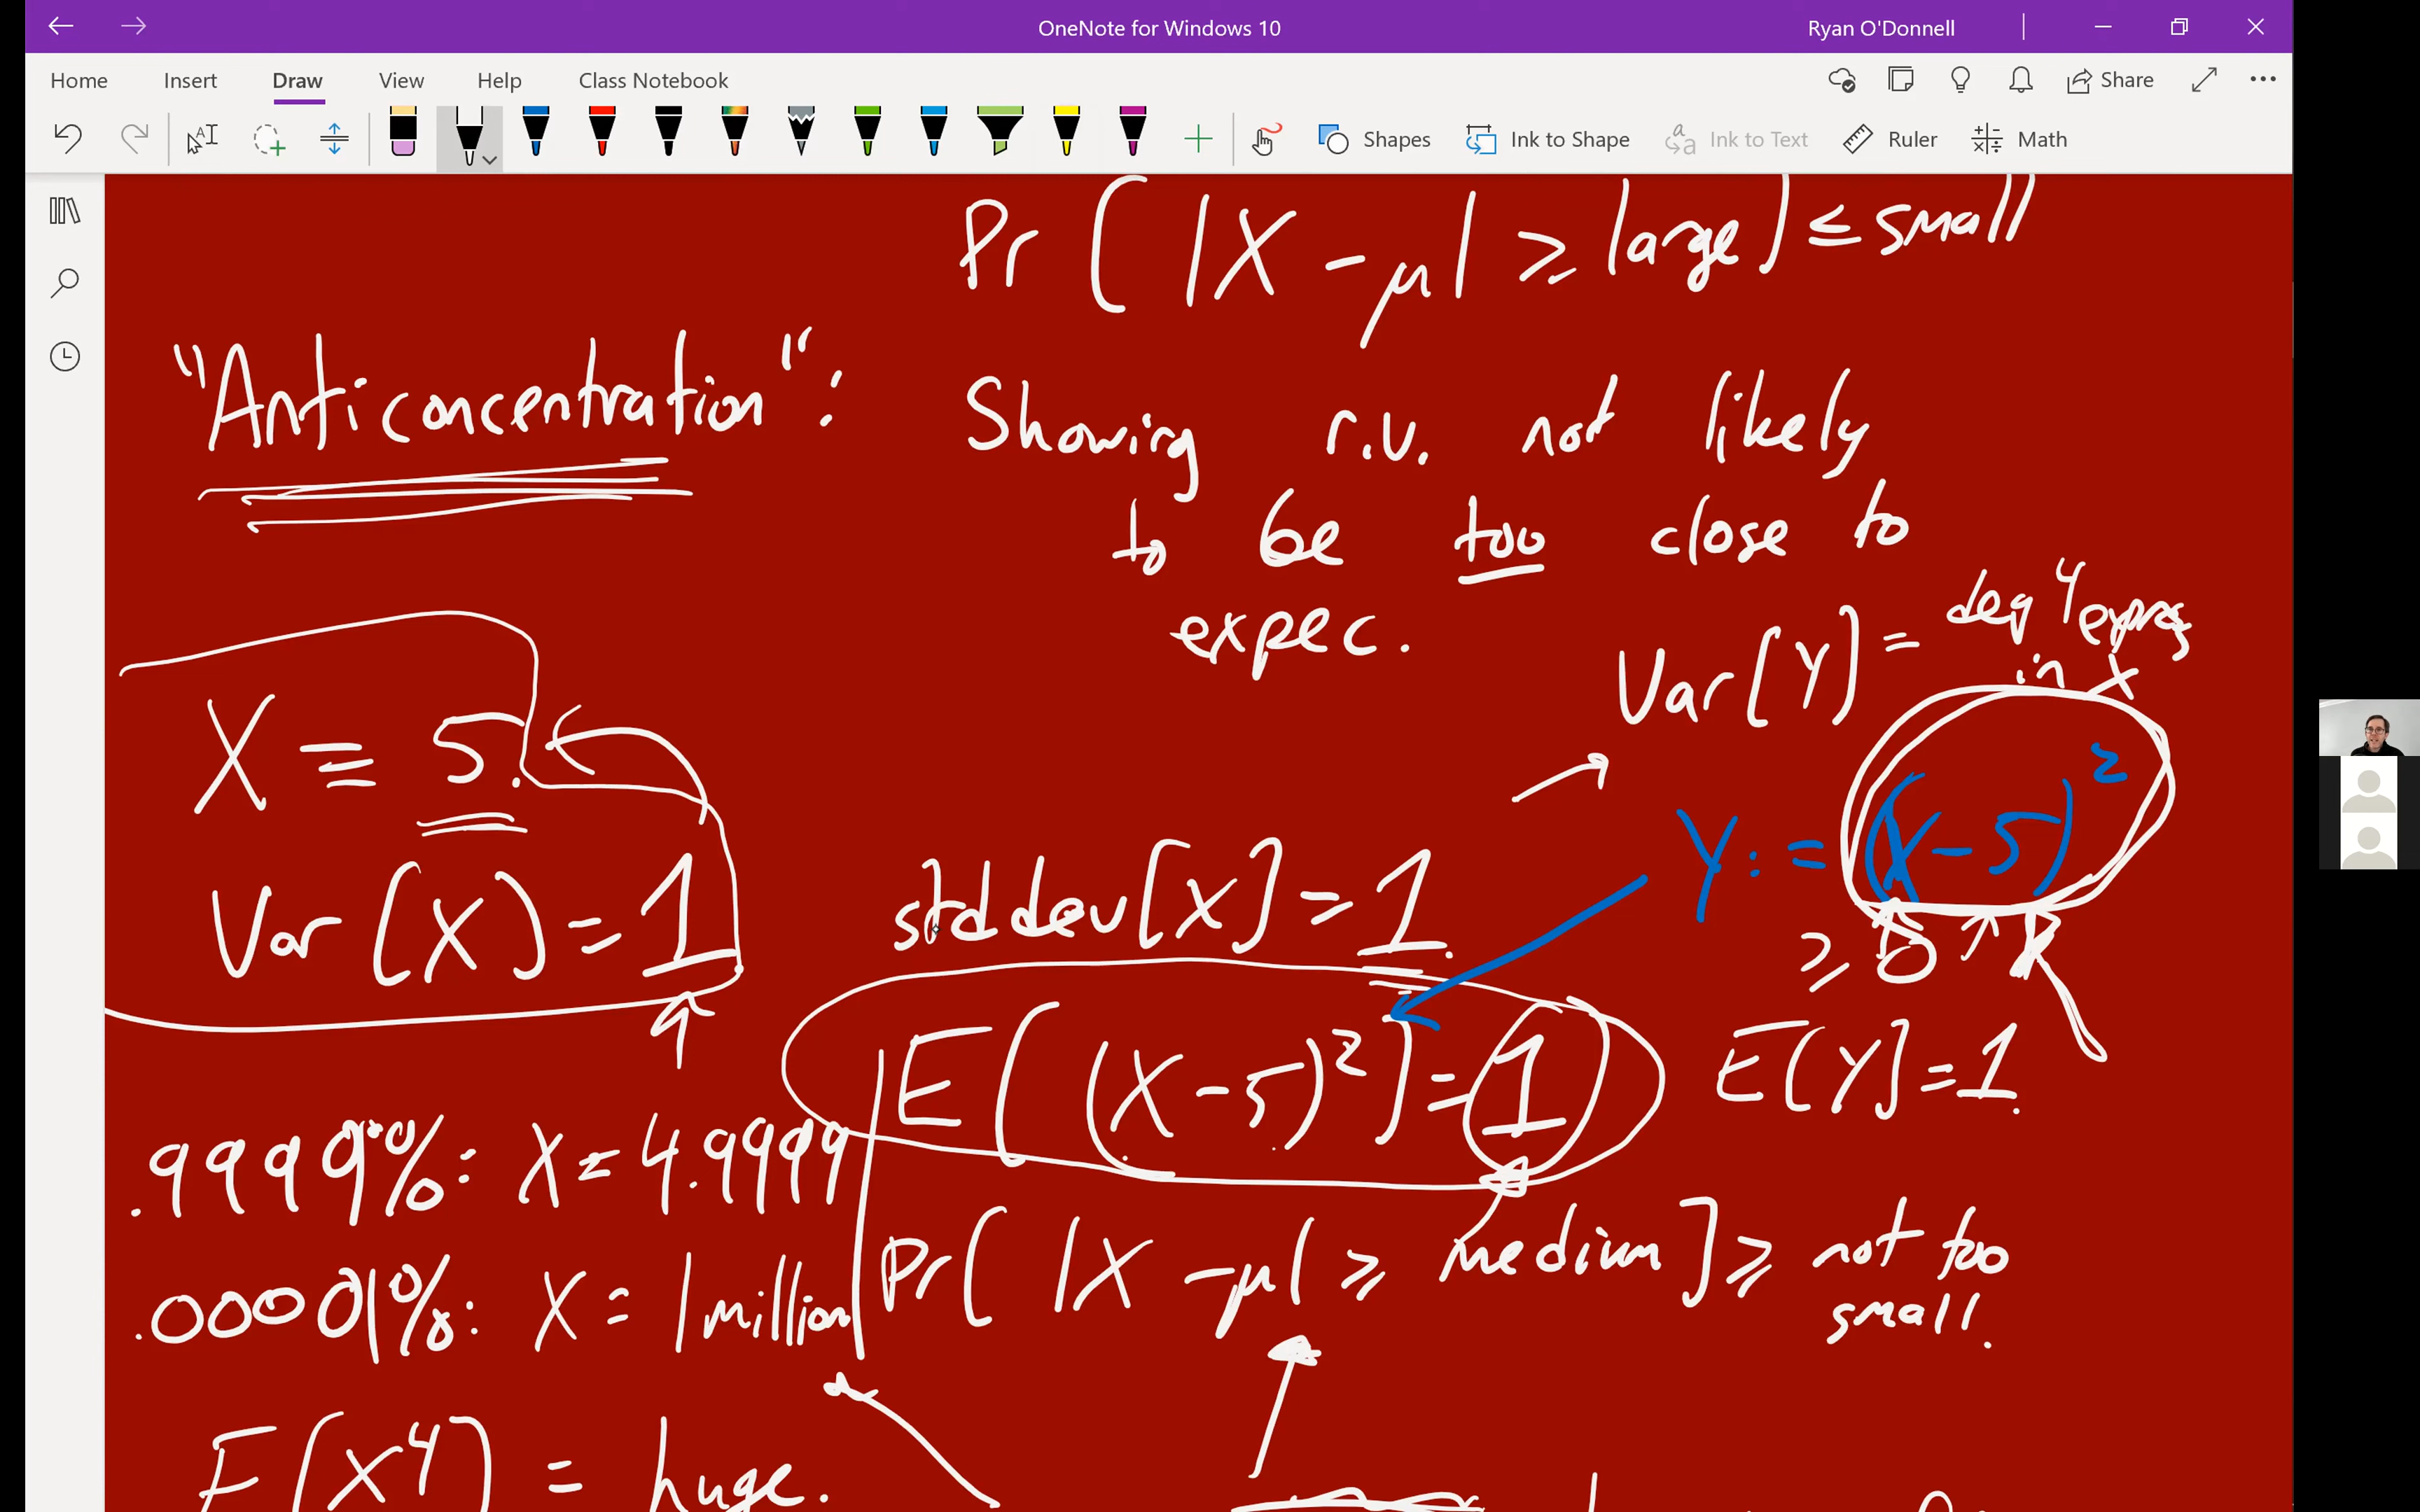 OneNote for Windows 10
Ryan O'Donnell
Home Insert Draw View Help Class Notebook
Share
Shapes Ink to Shape Ink to Text Ruler Math
Pr[|X-μ| ≥ large] ≤ small
"Anticoncentration":
Showing r.v. not likely
to be too close to
expec.
Var[Y] = deg 4
in X
X ≡ 5.
Var(X) = 1
stddev[X] = 1.
Y := (X-5)²
≥ 0
E[(X-5)²] = 1
E[Y] = 1.
.9999%: X = 4.9999
.00001%: X = 1 million
Pr[|X-μ| ≥ medium] ≥ not too
small.
E[X⁴] = huge.